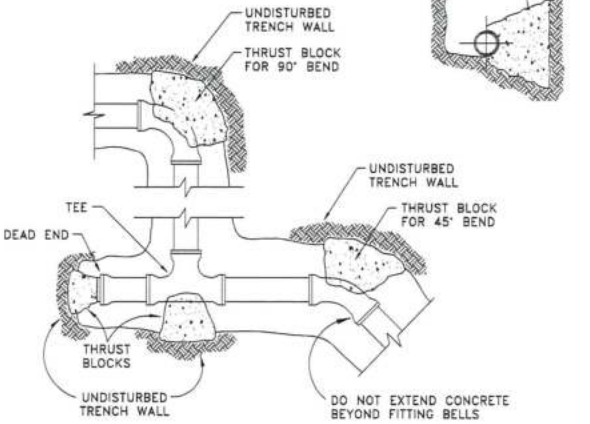 UNDISTURBED
TRENCH WALL
THRUST BLOCK
FOR 90° BEND
UNDISTURBED
TRENCH WALL
THRUST BLOCK
FOR 45° BEND
TEE
DEAD END
THRUST
BLOCKS
UNDISTURBED
TRENCH WALL
DO NOT EXTEND CONCRETE
BEYOND FITTING BELLS